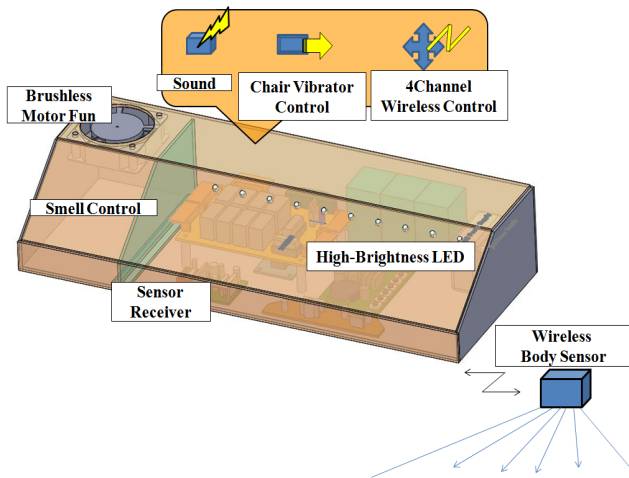 Sound
Chair Vibrator
Control
4Channel
Wireless Control
Brushless
Motor Fun
Smell Control
High-Brightness LED
Sensor
Receiver
Wireless
Body Sensor